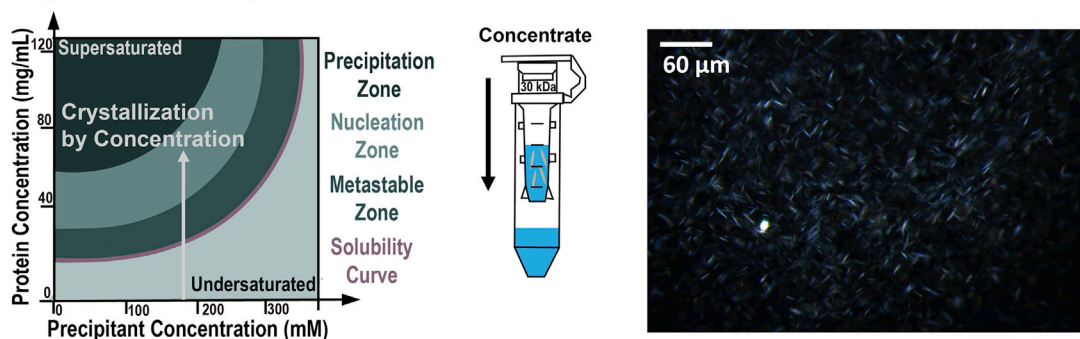 Protein Concentration (mg/mL)
120
80
40
0
Supersaturated
Crystallization
by Concentration
Undersaturated
0
100
200
300
Precipitant Concentration (mM)
Precipitation
Zone
Nucleation
Zone
Metastable
Zone
Solubility
Curve
Concentrate
30 kDa
60 µm